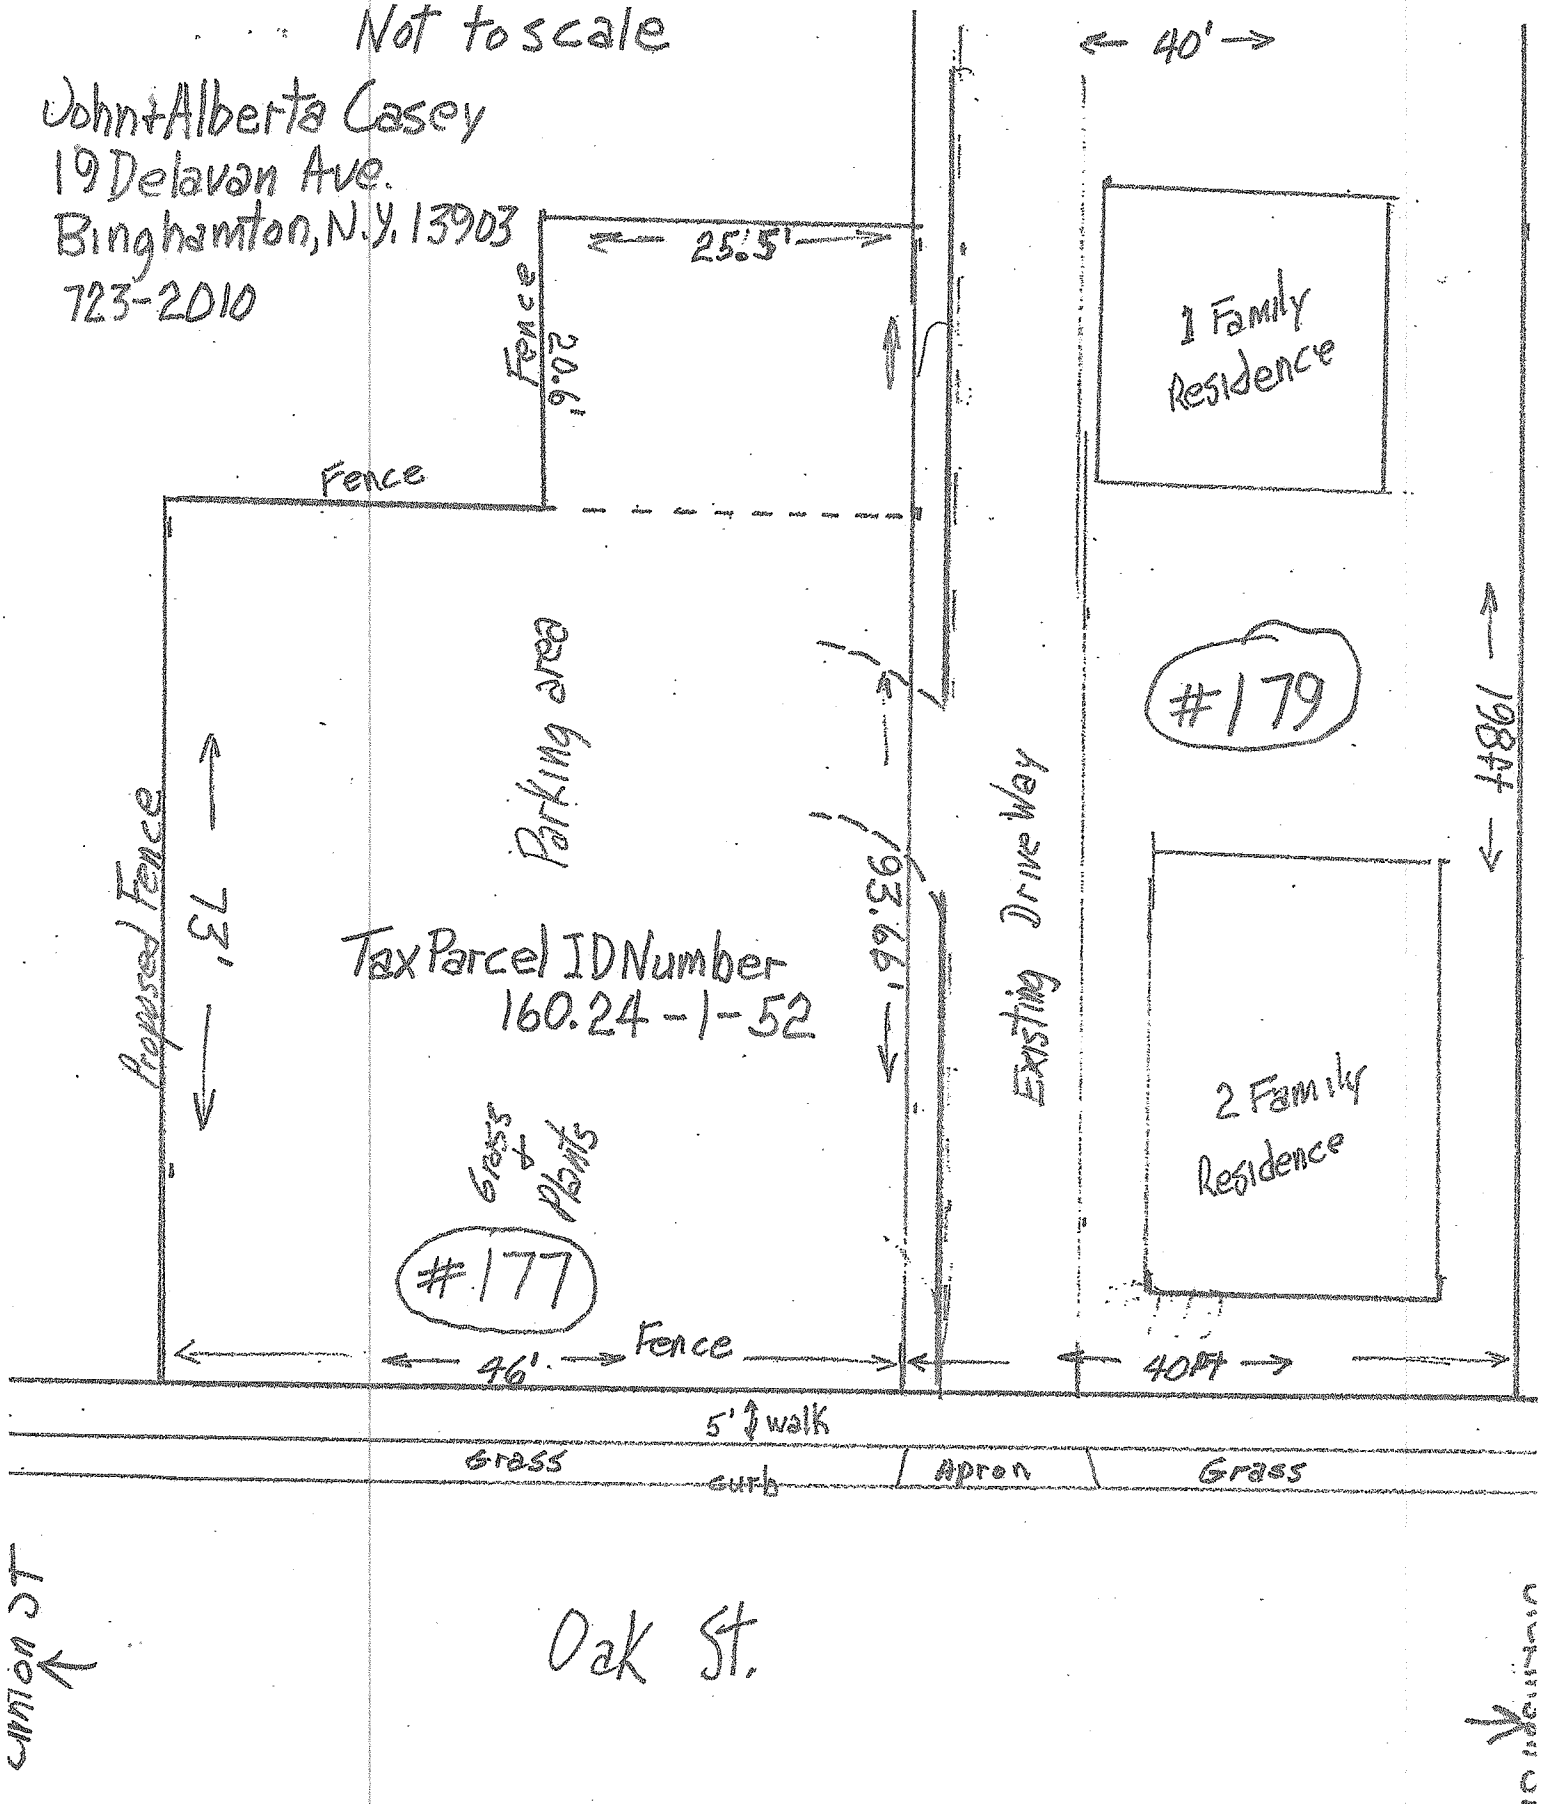 Not to scale
John + Alberta Casey
19 Delavan Ave.
Binghamton, N.Y. 13903
723-2010
← 40' →
← 25.5' →
Fence
20.6'
Fence
1 Family
Residence
Parking area
#179
198ft
Proposed Fence
73'
93.66'
Existing Drive Way
Tax Parcel ID Number
160.24-1-52
Grass
+
Plants
2 Family
Residence
#177
← 46'. → Fence
← 40ft →
5' ↕ walk
Grass
curb
Apron
Grass
Oak St.
ST